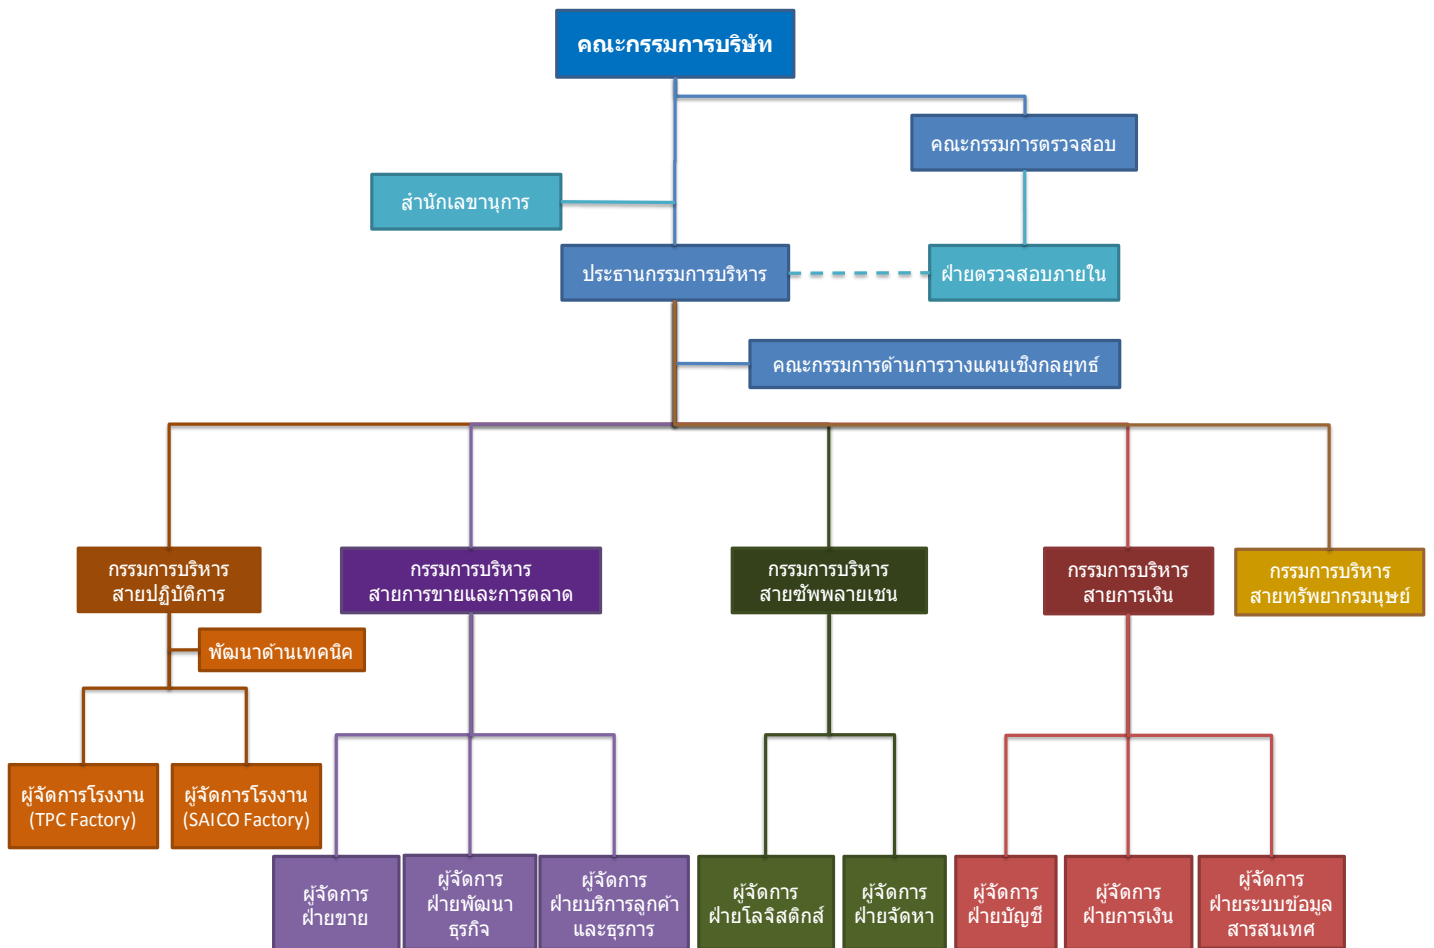 คณะกรรมการบริษัท
คณะกรรมการตรวจสอบ
สำนักเลขานุการ
ประธานกรรมการบริหาร
ฝ่ายตรวจสอบภายใน
คณะกรรมการด้านการวางแผนเชิงกลยุทธ์
กรรมการบริหาร
สายปฏิบัติการ
กรรมการบริหาร
สายการขายและการตลาด
กรรมการบริหาร
สายซัพพลายเชน
กรรมการบริหาร
สายการเงิน
กรรมการบริหาร
สายทรัพยากรมนุษย์
พัฒนาด้านเทคนิค
ผู้จัดการโรงงาน
(TPC Factory)
ผู้จัดการโรงงาน
(SAICO Factory)
ผู้จัดการ
ฝ่ายขาย
ผู้จัดการ
ฝ่ายพัฒนา
ธุรกิจ
ผู้จัดการ
ฝ่ายบริการลูกค้า
และธุรการ
ผู้จัดการ
ฝ่ายโลจิสติกส์
ผู้จัดการ
ฝ่ายจัดหา
ผู้จัดการ
ฝ่ายบัญชี
ผู้จัดการ
ฝ่ายการเงิน
ผู้จัดการ
ฝ่ายระบบข้อมูล
สารสนเทศ